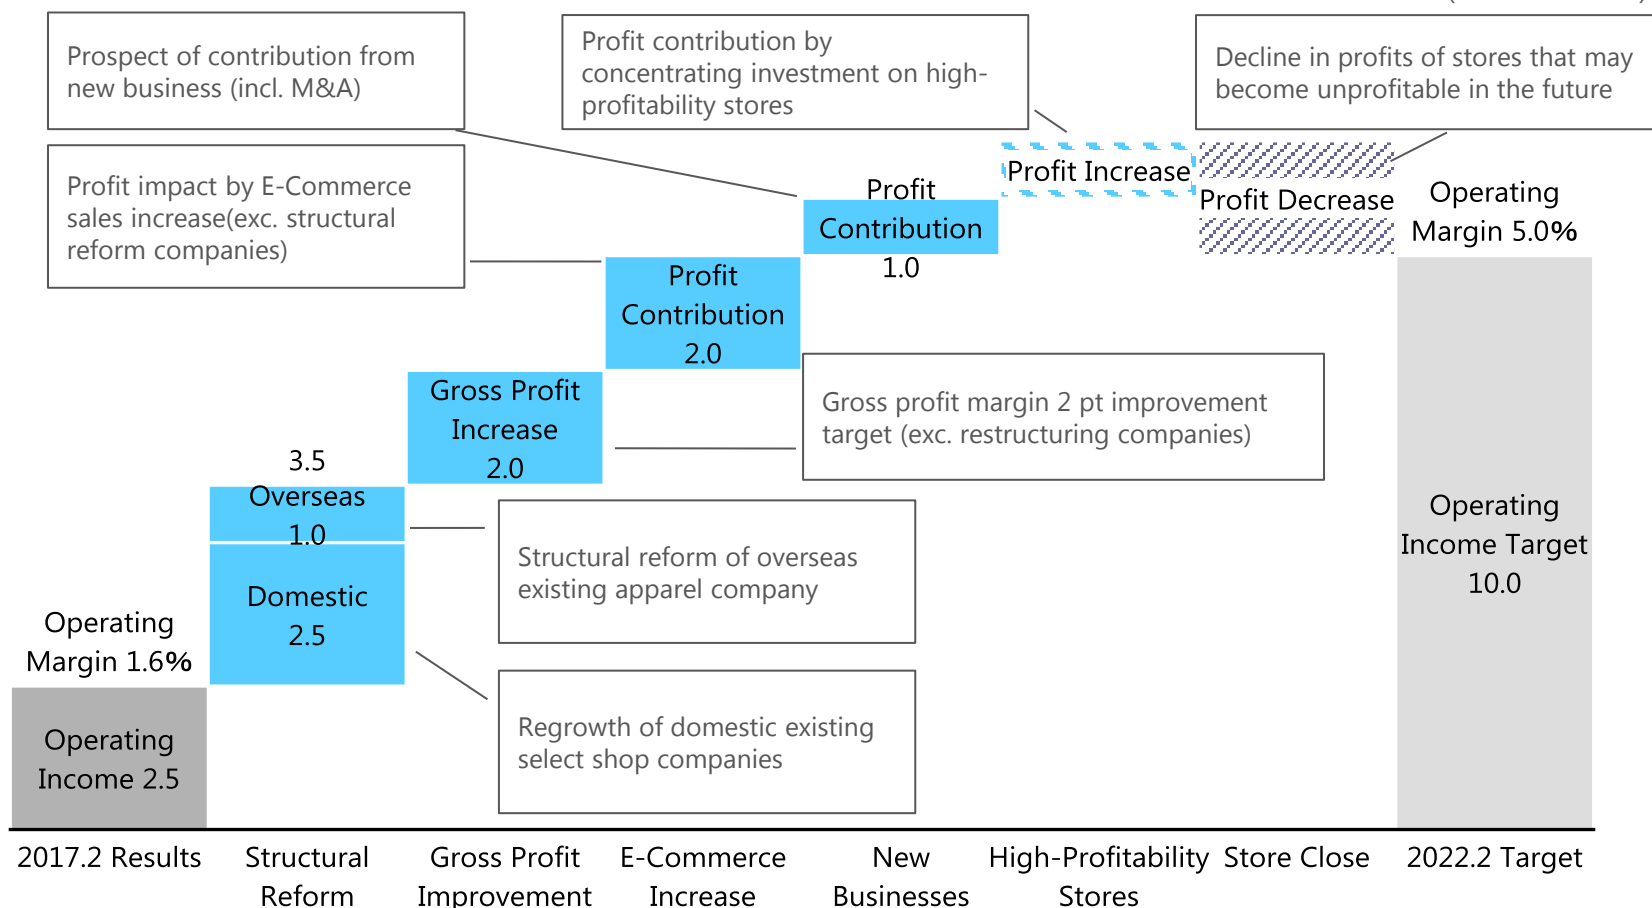 Prospect of contribution from
new business (incl. M&A)
Profit contribution by
concentrating investment on high-
profitability stores
Decline in profits of stores that may
become unprofitable in the future
Profit impact by E-Commerce
sales increase(exc. structural
reform companies)
Profit Increase
Profit Decrease
Operating
Margin 5.0%
Profit
Contribution
1.0
Profit
Contribution
2.0
Gross Profit
Increase
2.0
Gross profit margin 2 pt improvement
target (exc. restructuring companies)
3.5
Overseas
1.0
Domestic
2.5
Structural reform of overseas
existing apparel company
Regrowth of domestic existing
select shop companies
Operating
Income Target
10.0
Operating
Margin 1.6%
Operating
Income 2.5
2017.2 Results
Structural
Reform
Gross Profit
Improvement
E-Commerce
Increase
New
Businesses
High-Profitability
Stores
Store Close
2022.2 Target